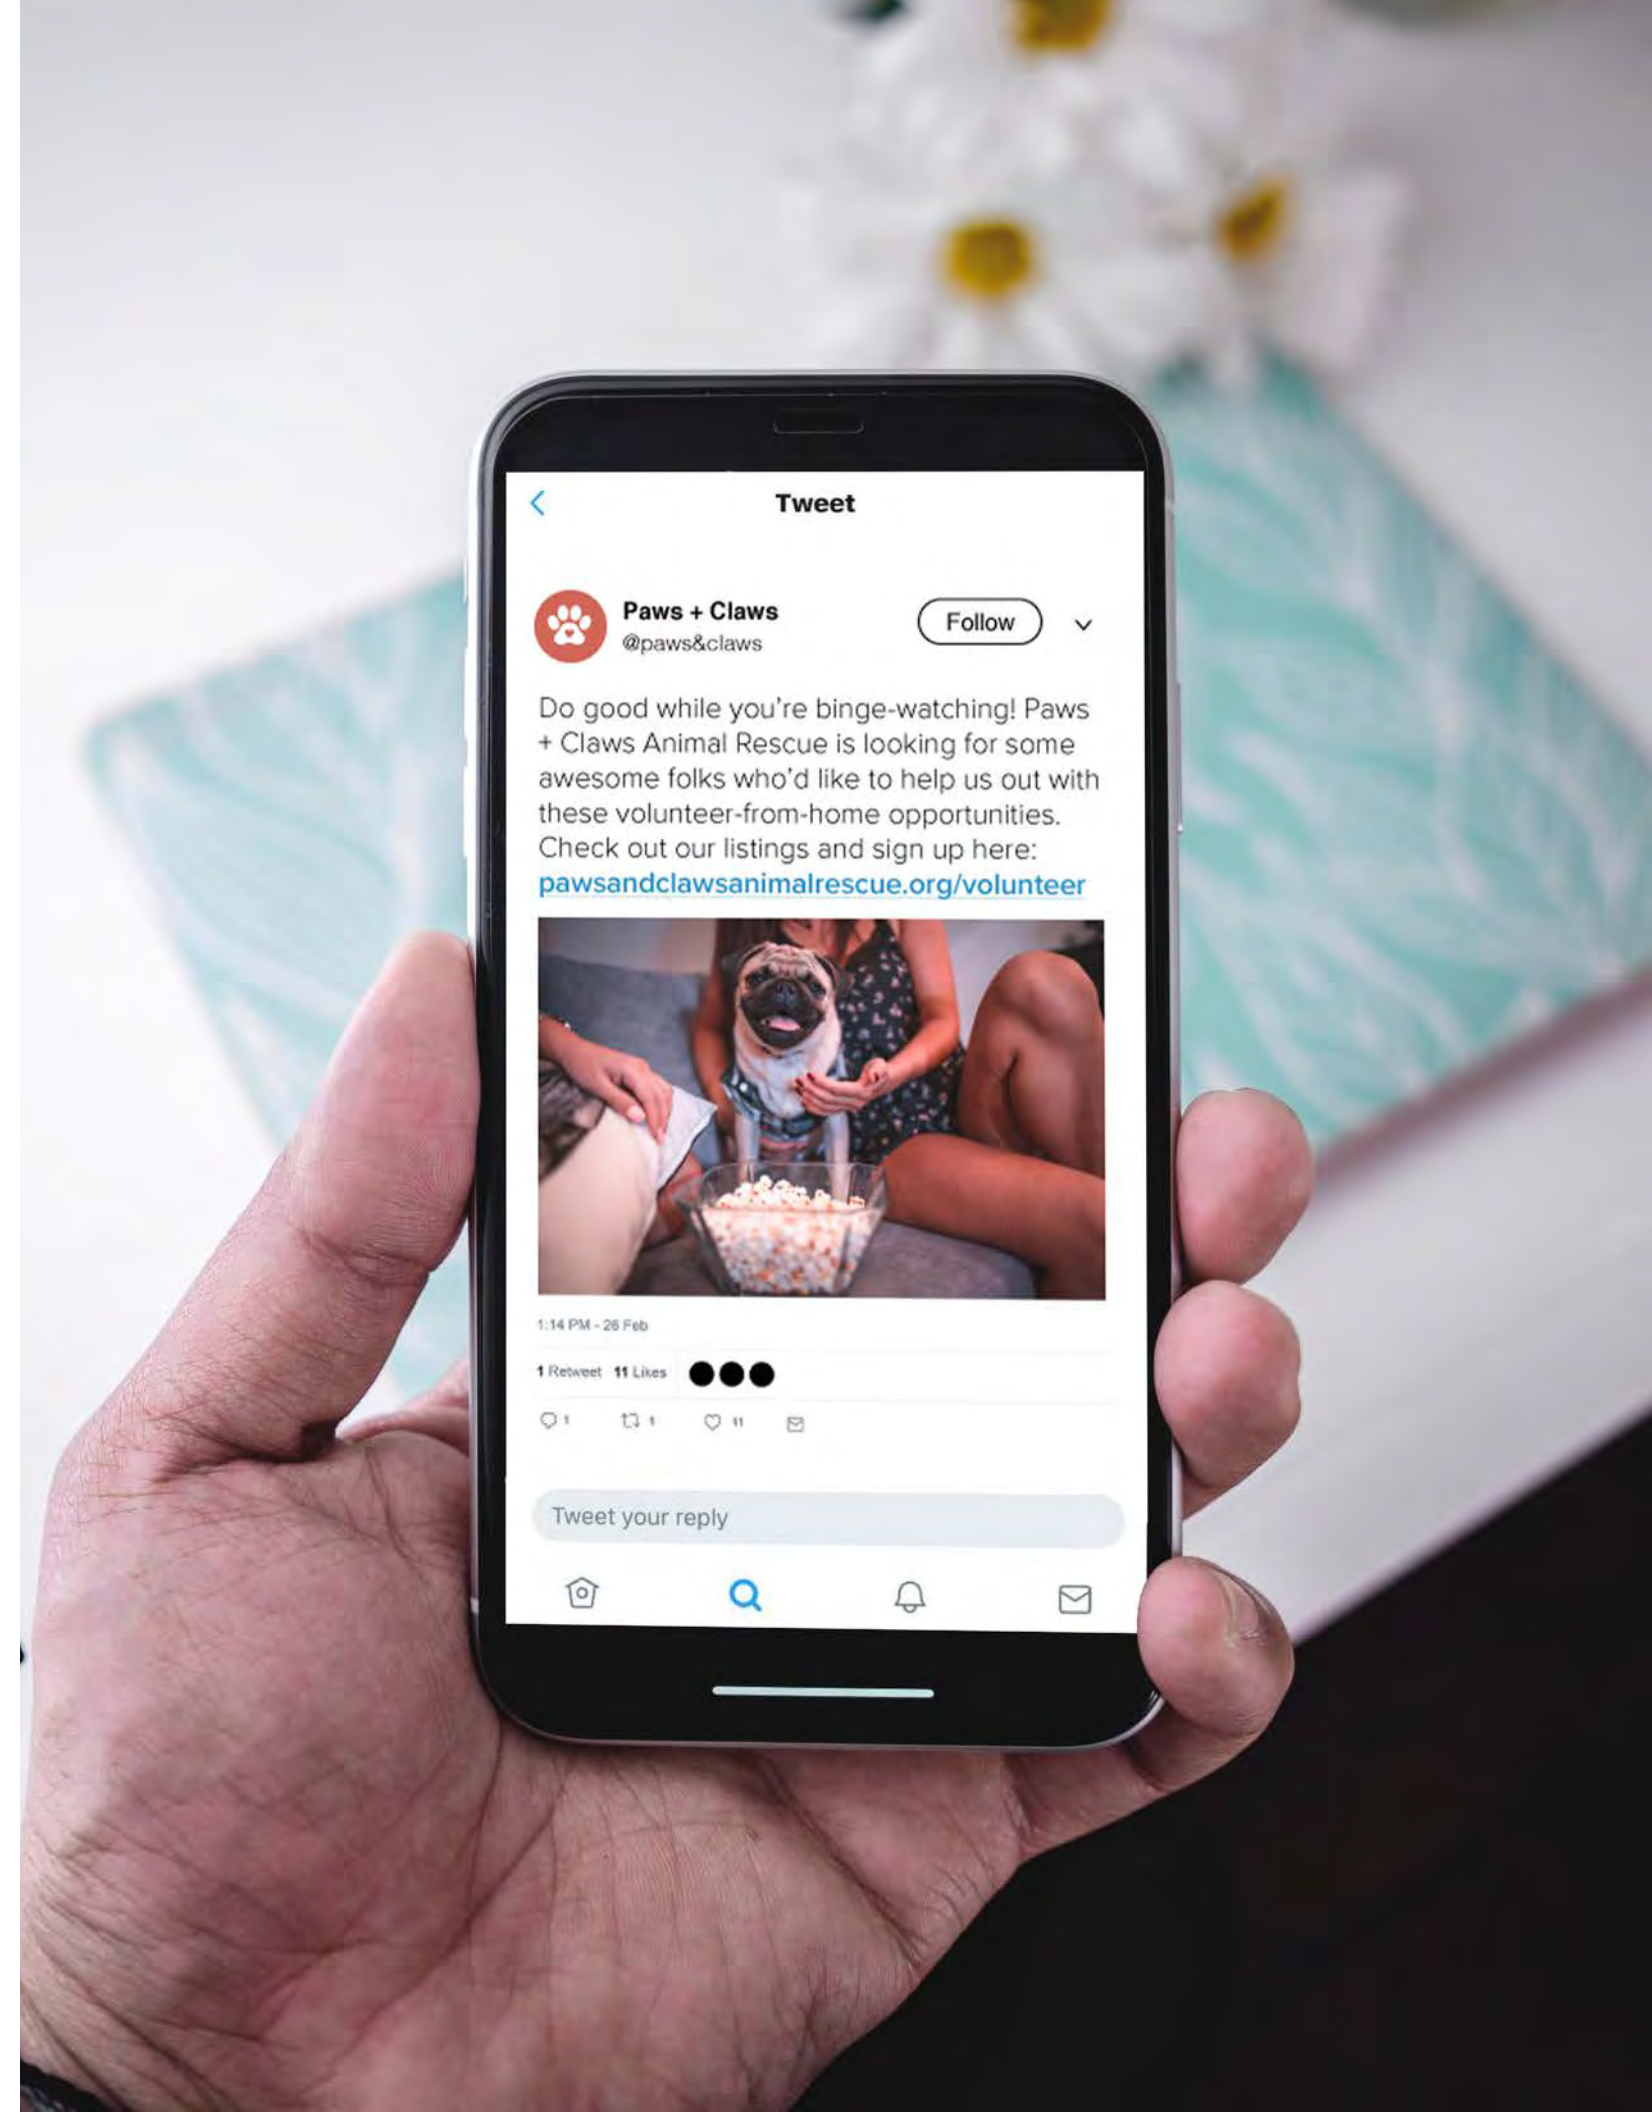 Tweet
Paws + Claws
@paws&claws
Follow
Do good while you're binge-watching! Paws
+ Claws Animal Rescue is looking for some
awesome folks who'd like to help us out with
these volunteer-from-home opportunities.
Check out our listings and sign up here:
pawsandclawsanimalrescue.org/volunteer
1:14 PM - 26 Feb
1 Retweet 11 Likes
1 1 11
Tweet your reply